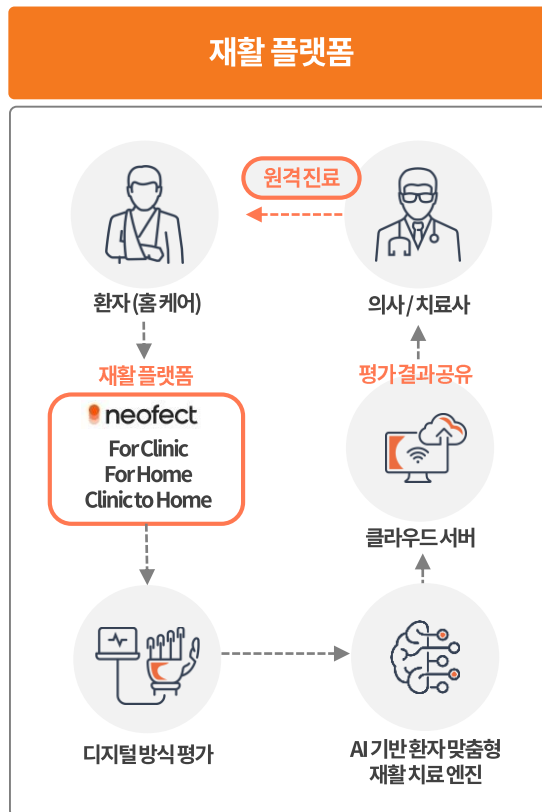 재활 플랫폼
원격진료
환자 (홈 케어)
의사 / 치료사
재활 플랫폼
평가 결과 공유
neofect
For Clinic
For Home
Clinic to Home
클라우드 서버
디지털 방식 평가
AI 기반 환자 맞춤형
재활 치료 엔진